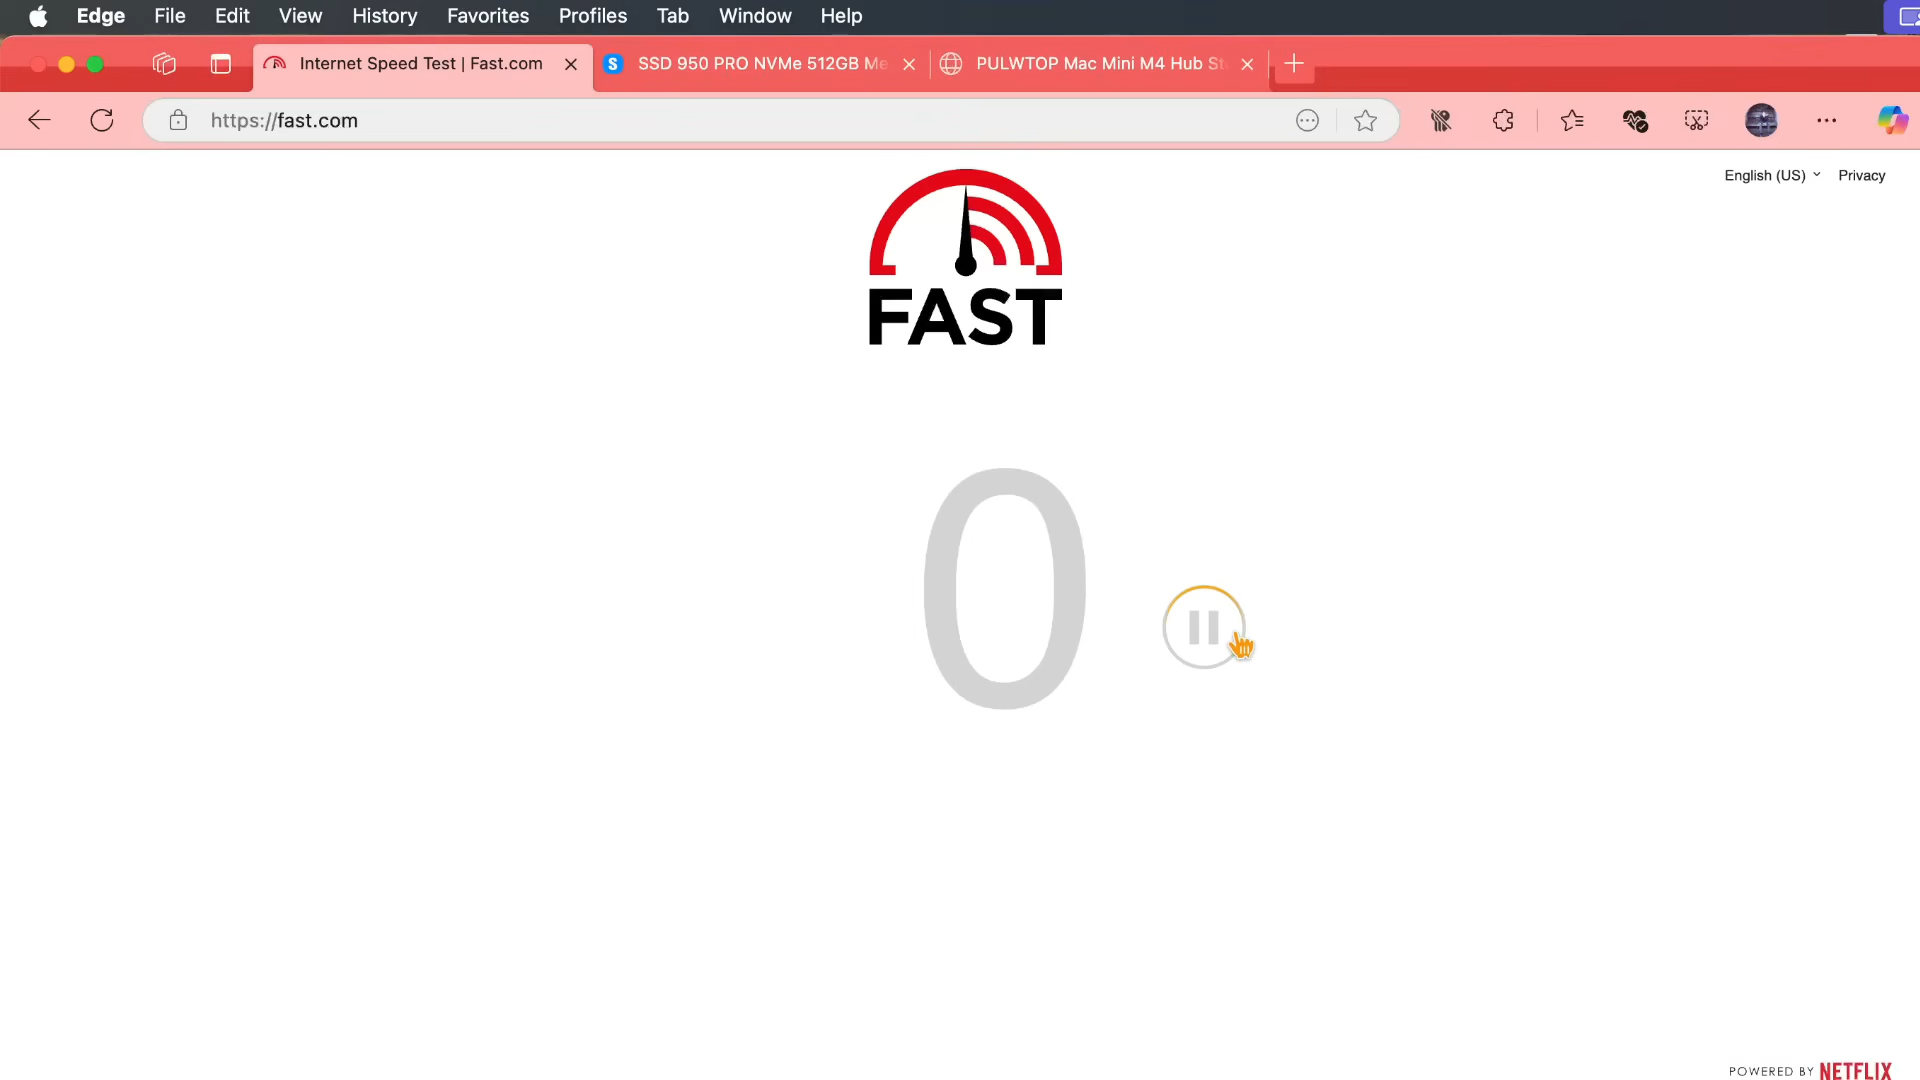 Edge File Edit View History Favorites Profiles Tab Window Help
Internet Speed Test | Fast.com
S SSD 950 PRO NVMe 512GB Me
PULWTOP Mac Mini M4 Hub St
https://fast.com
English (US) Privacy
FAST
0
POWERED BY NETFLIX